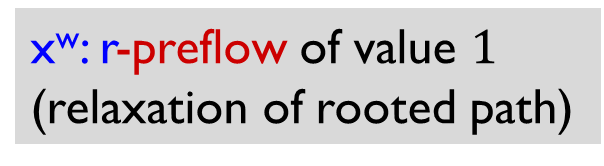 xʷ: r-preflow of value 1
(relaxation of rooted path)